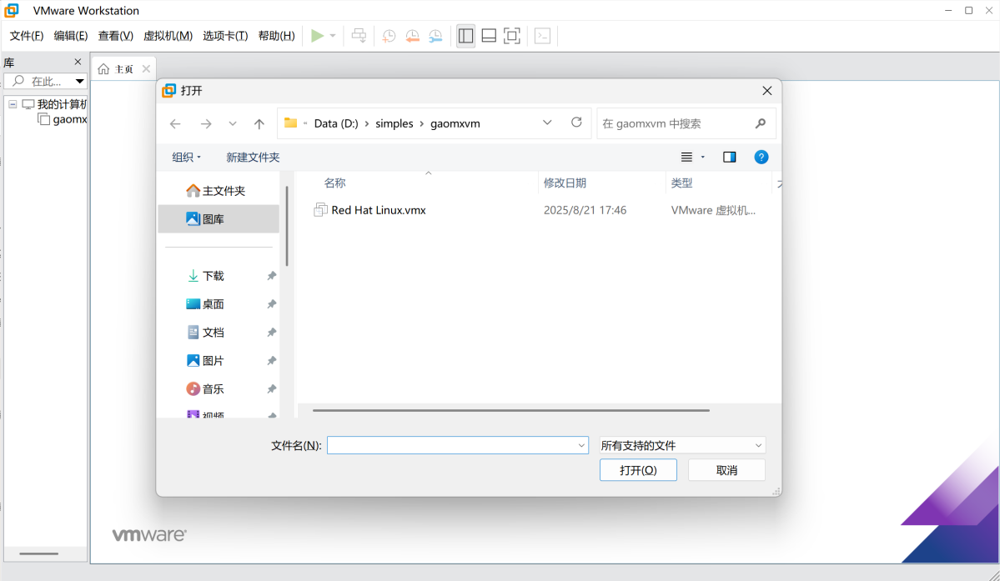 VMware Workstation
文件(F) 编辑(E) 查看(V) 虚拟机(M) 选项卡(T) 帮助(H)
库
主页
在此...
我的计算机
gaomx
打开
« Data (D:) › simples › gaomxvm
在 gaomxvm 中搜索
组织 新建文件夹
主文件夹
图库
下载
桌面
文档
图片
音乐
视频
名称 修改日期 类型
Red Hat Linux.vmx 2025/8/21 17:46 VMware 虚拟机...
文件名(N): 所有支持的文件
打开(O) 取消
vmware